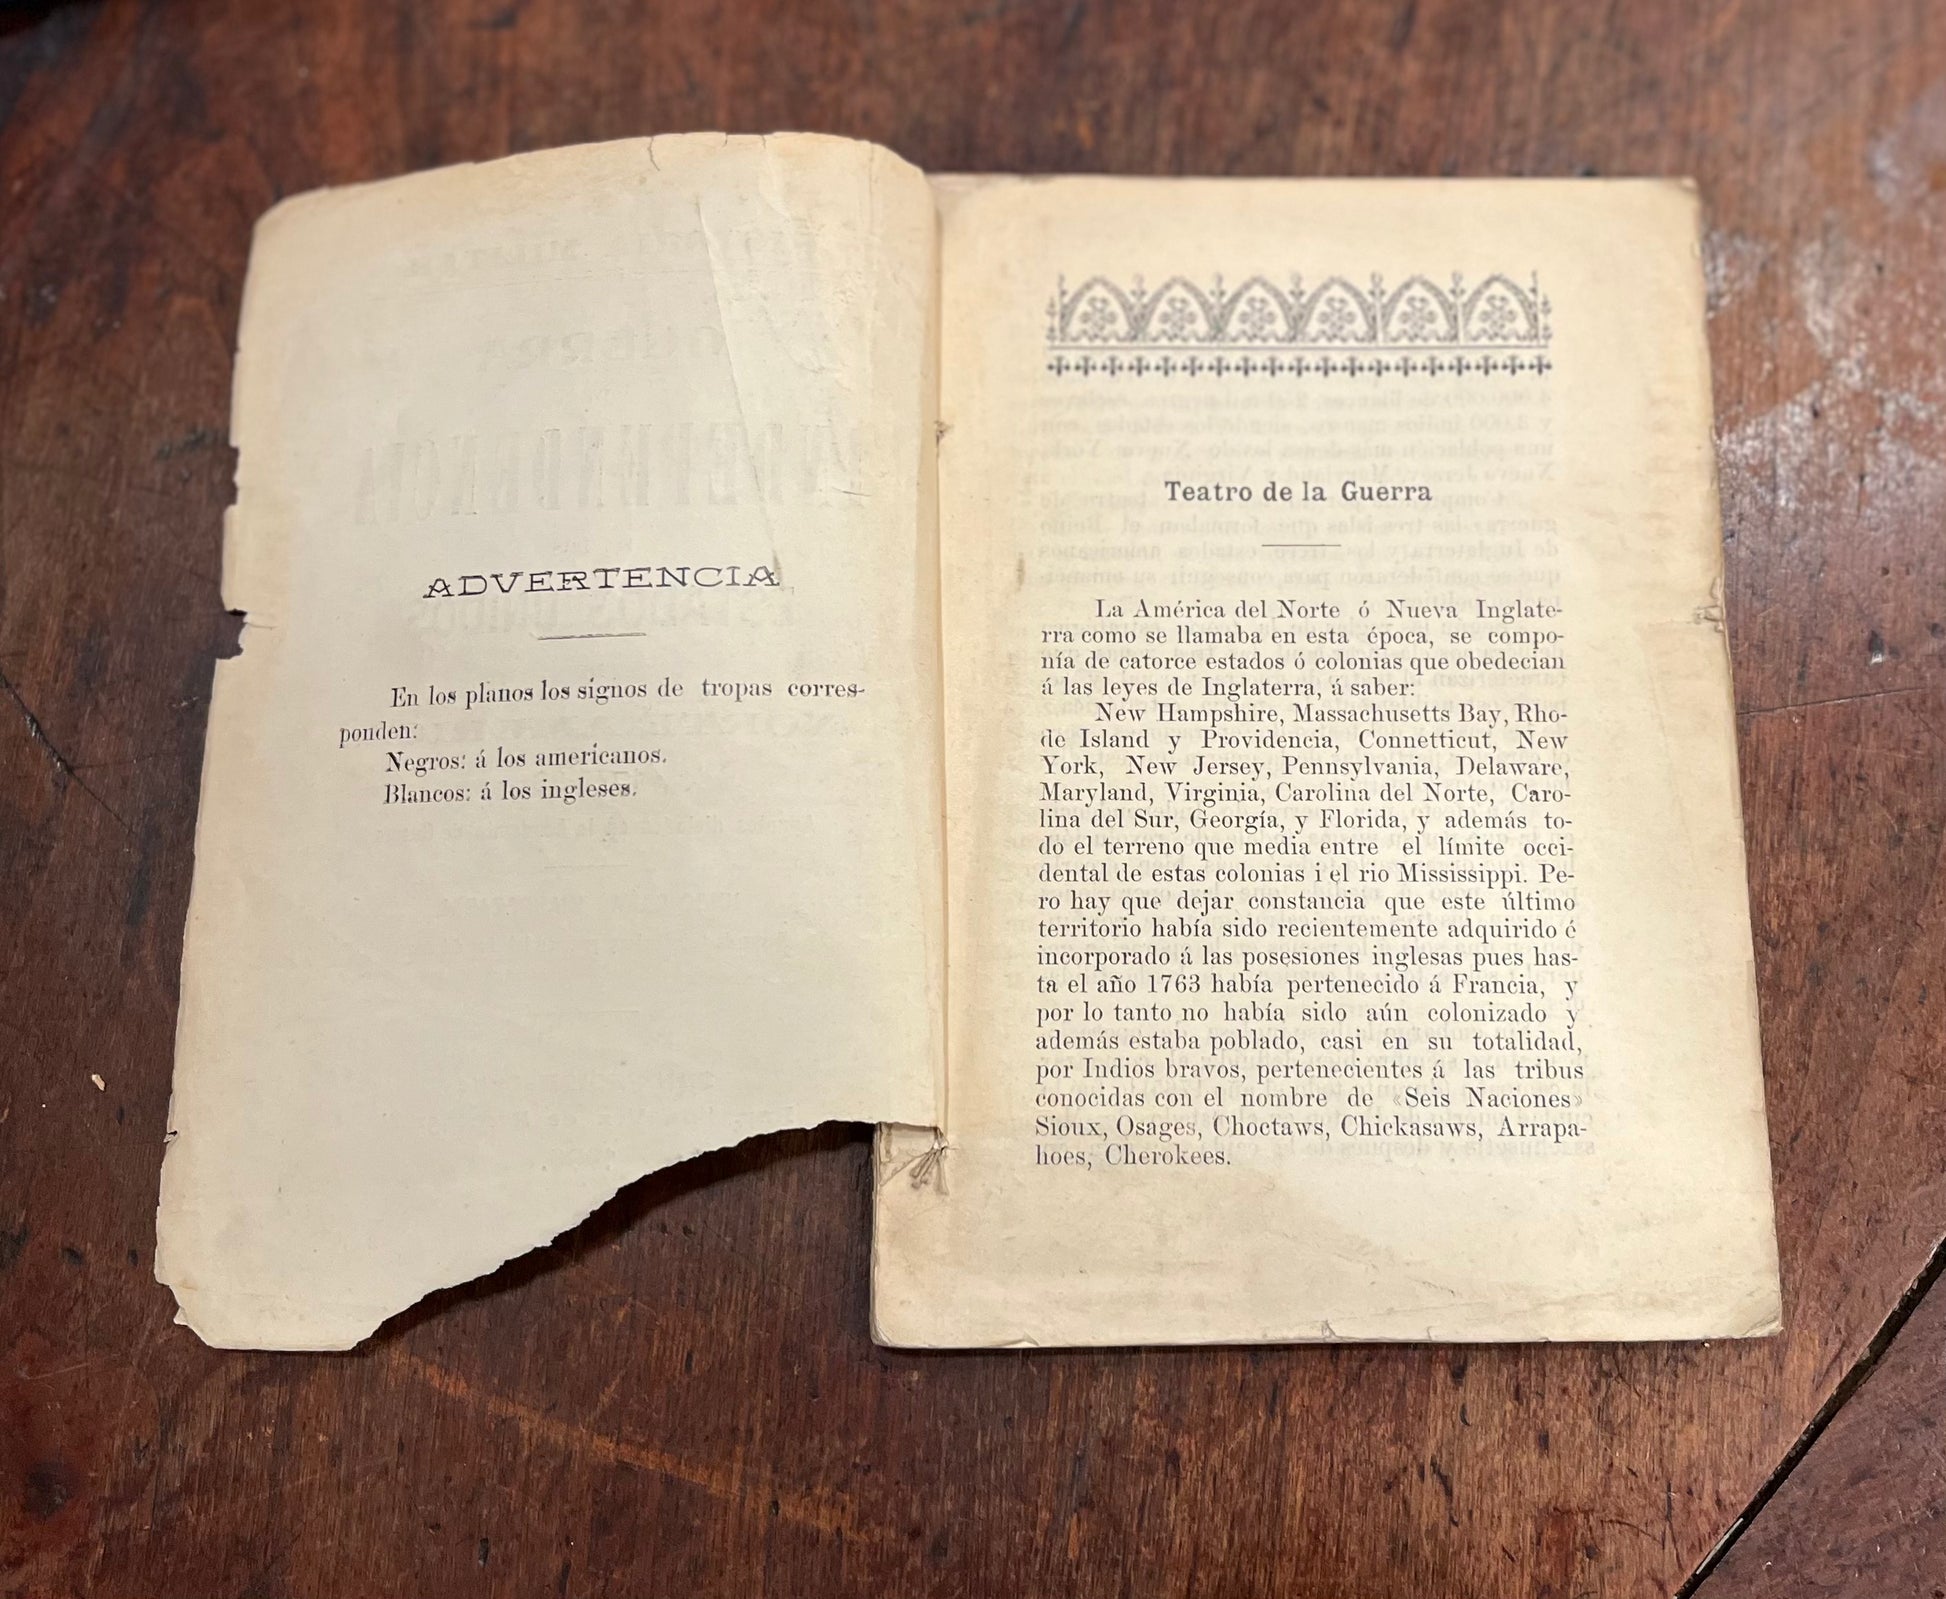 ADVERTENCIA
En los planos los signos de tropas corres-
ponden:
Negros: á los americanos.
Blancos: á los ingleses.
Teatro de la Guerra
La América del Norte ó Nueva Inglate-
rra como se llamaba en esta época, se compo-
nía de catorce estados ó colonias que obedecian
á las leyes de Inglaterra, á saber:
New Hampshire, Massachusetts Bay, Rho-
de Island y Providencia, Connetticut, New
York, New Jersey, Pennsylvania, Delaware,
Maryland, Virginia, Carolina del Norte, Caro-
lina del Sur, Georgía, y Florida, y además to-
do el terreno que media entre el límite occi-
dental de estas colonias i el rio Mississippi. Pe-
ro hay que dejar constancia que este último
territorio había sido recientemente adquirido é
incorporado á las posesiones inglesas pues has-
ta el año 1763 había pertenecido á Francia, y
por lo tanto no había sido aún colonizado y
además estaba poblado, casi en su totalidad,
por Indios bravos, pertenecientes á las tribus
conocidas con el nombre de «Seis Naciones»
Sioux, Osages, Choctaws, Chickasaws, Arrapa-
hoes, Cherokees.